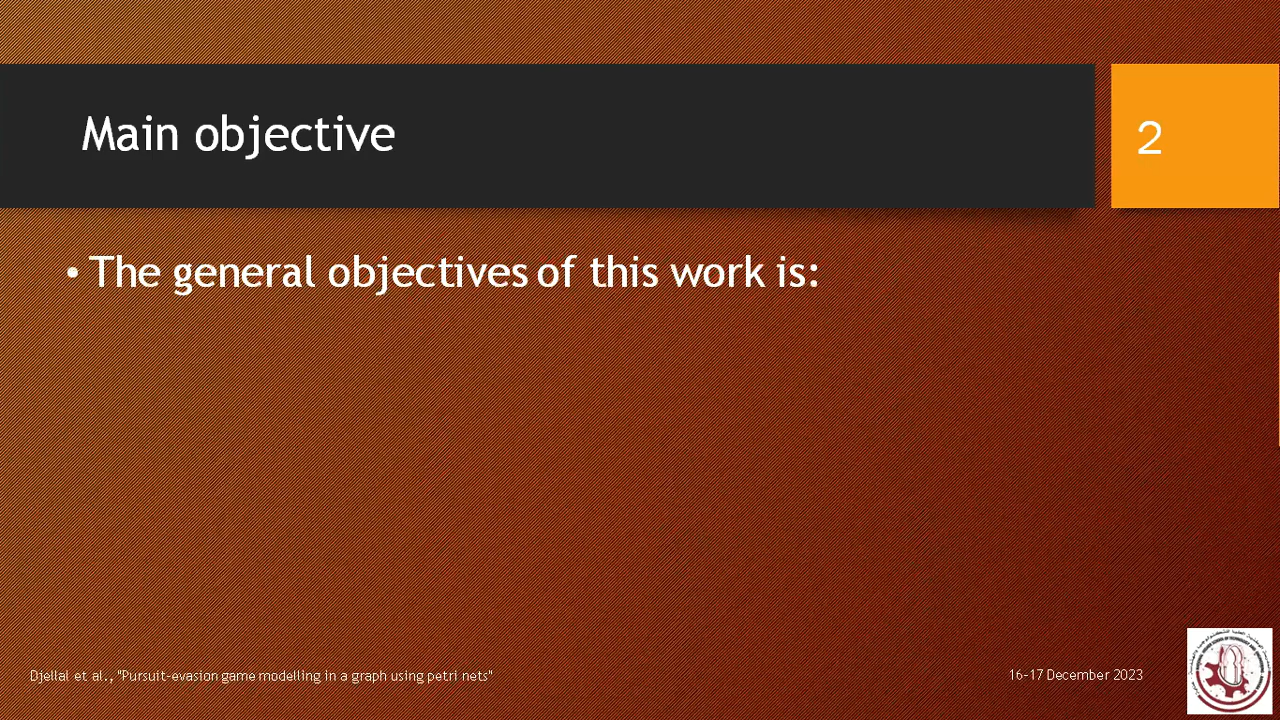 Main objective
2
• The general objectives of this work is:
Djellal et al., "Pursuit-evasion game modelling in a graph using petri nets"
16-17 December 2023